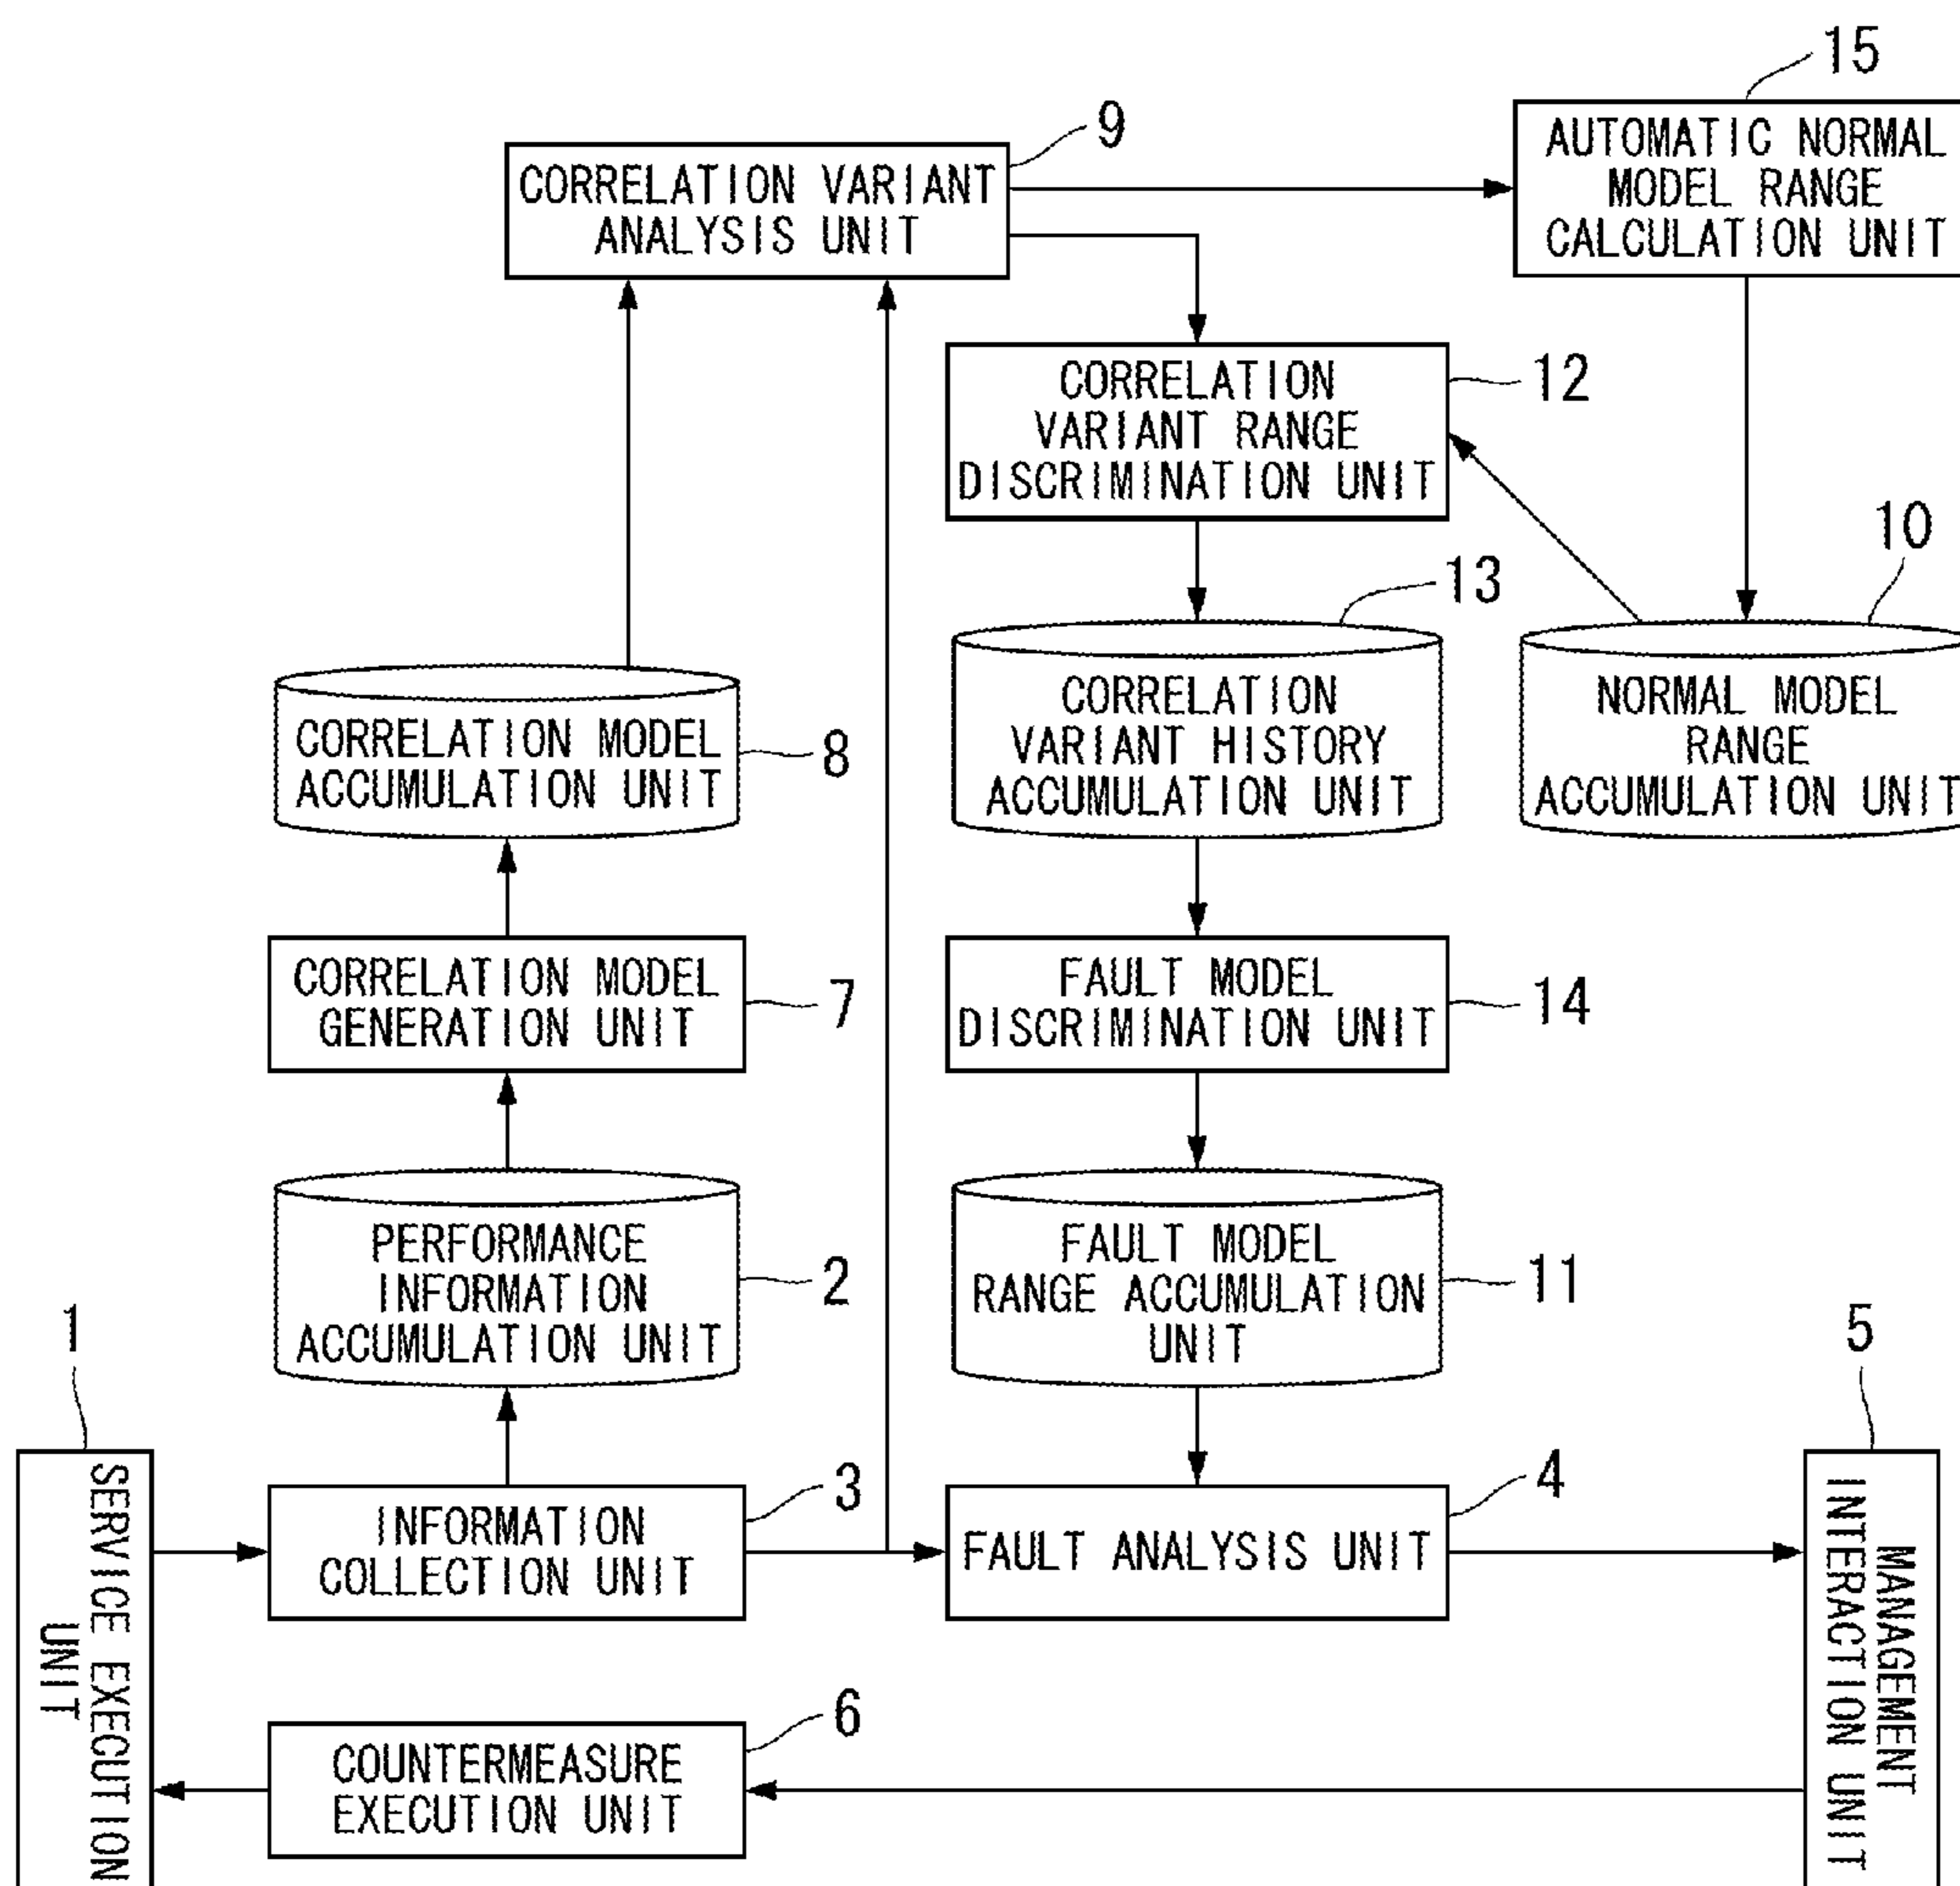 15
AUTOMATIC NORMAL
MODEL RANGE
CALCULATION UNIT
9
CORRELATION VARIANT
ANALYSIS UNIT
12
CORRELATION
VARIANT RANGE
DISCRIMINATION UNIT
10
NORMAL MODEL
RANGE
ACCUMULATION UNIT
13
CORRELATION
VARIANT HISTORY
ACCUMULATION UNIT
8
CORRELATION MODEL
ACCUMULATION UNIT
7
CORRELATION MODEL
GENERATION UNIT
14
FAULT MODEL
DISCRIMINATION UNIT
2
PERFORMANCE
INFORMATION
ACCUMULATION UNIT
11
FAULT MODEL
RANGE ACCUMULATION
UNIT
1
SERVICE EXECUTION
UNIT
3
INFORMATION
COLLECTION UNIT
4
FAULT ANALYSIS UNIT
5
MANAGEMENT
INTERACTION UNIT
6
COUNTERMEASURE
EXECUTION UNIT